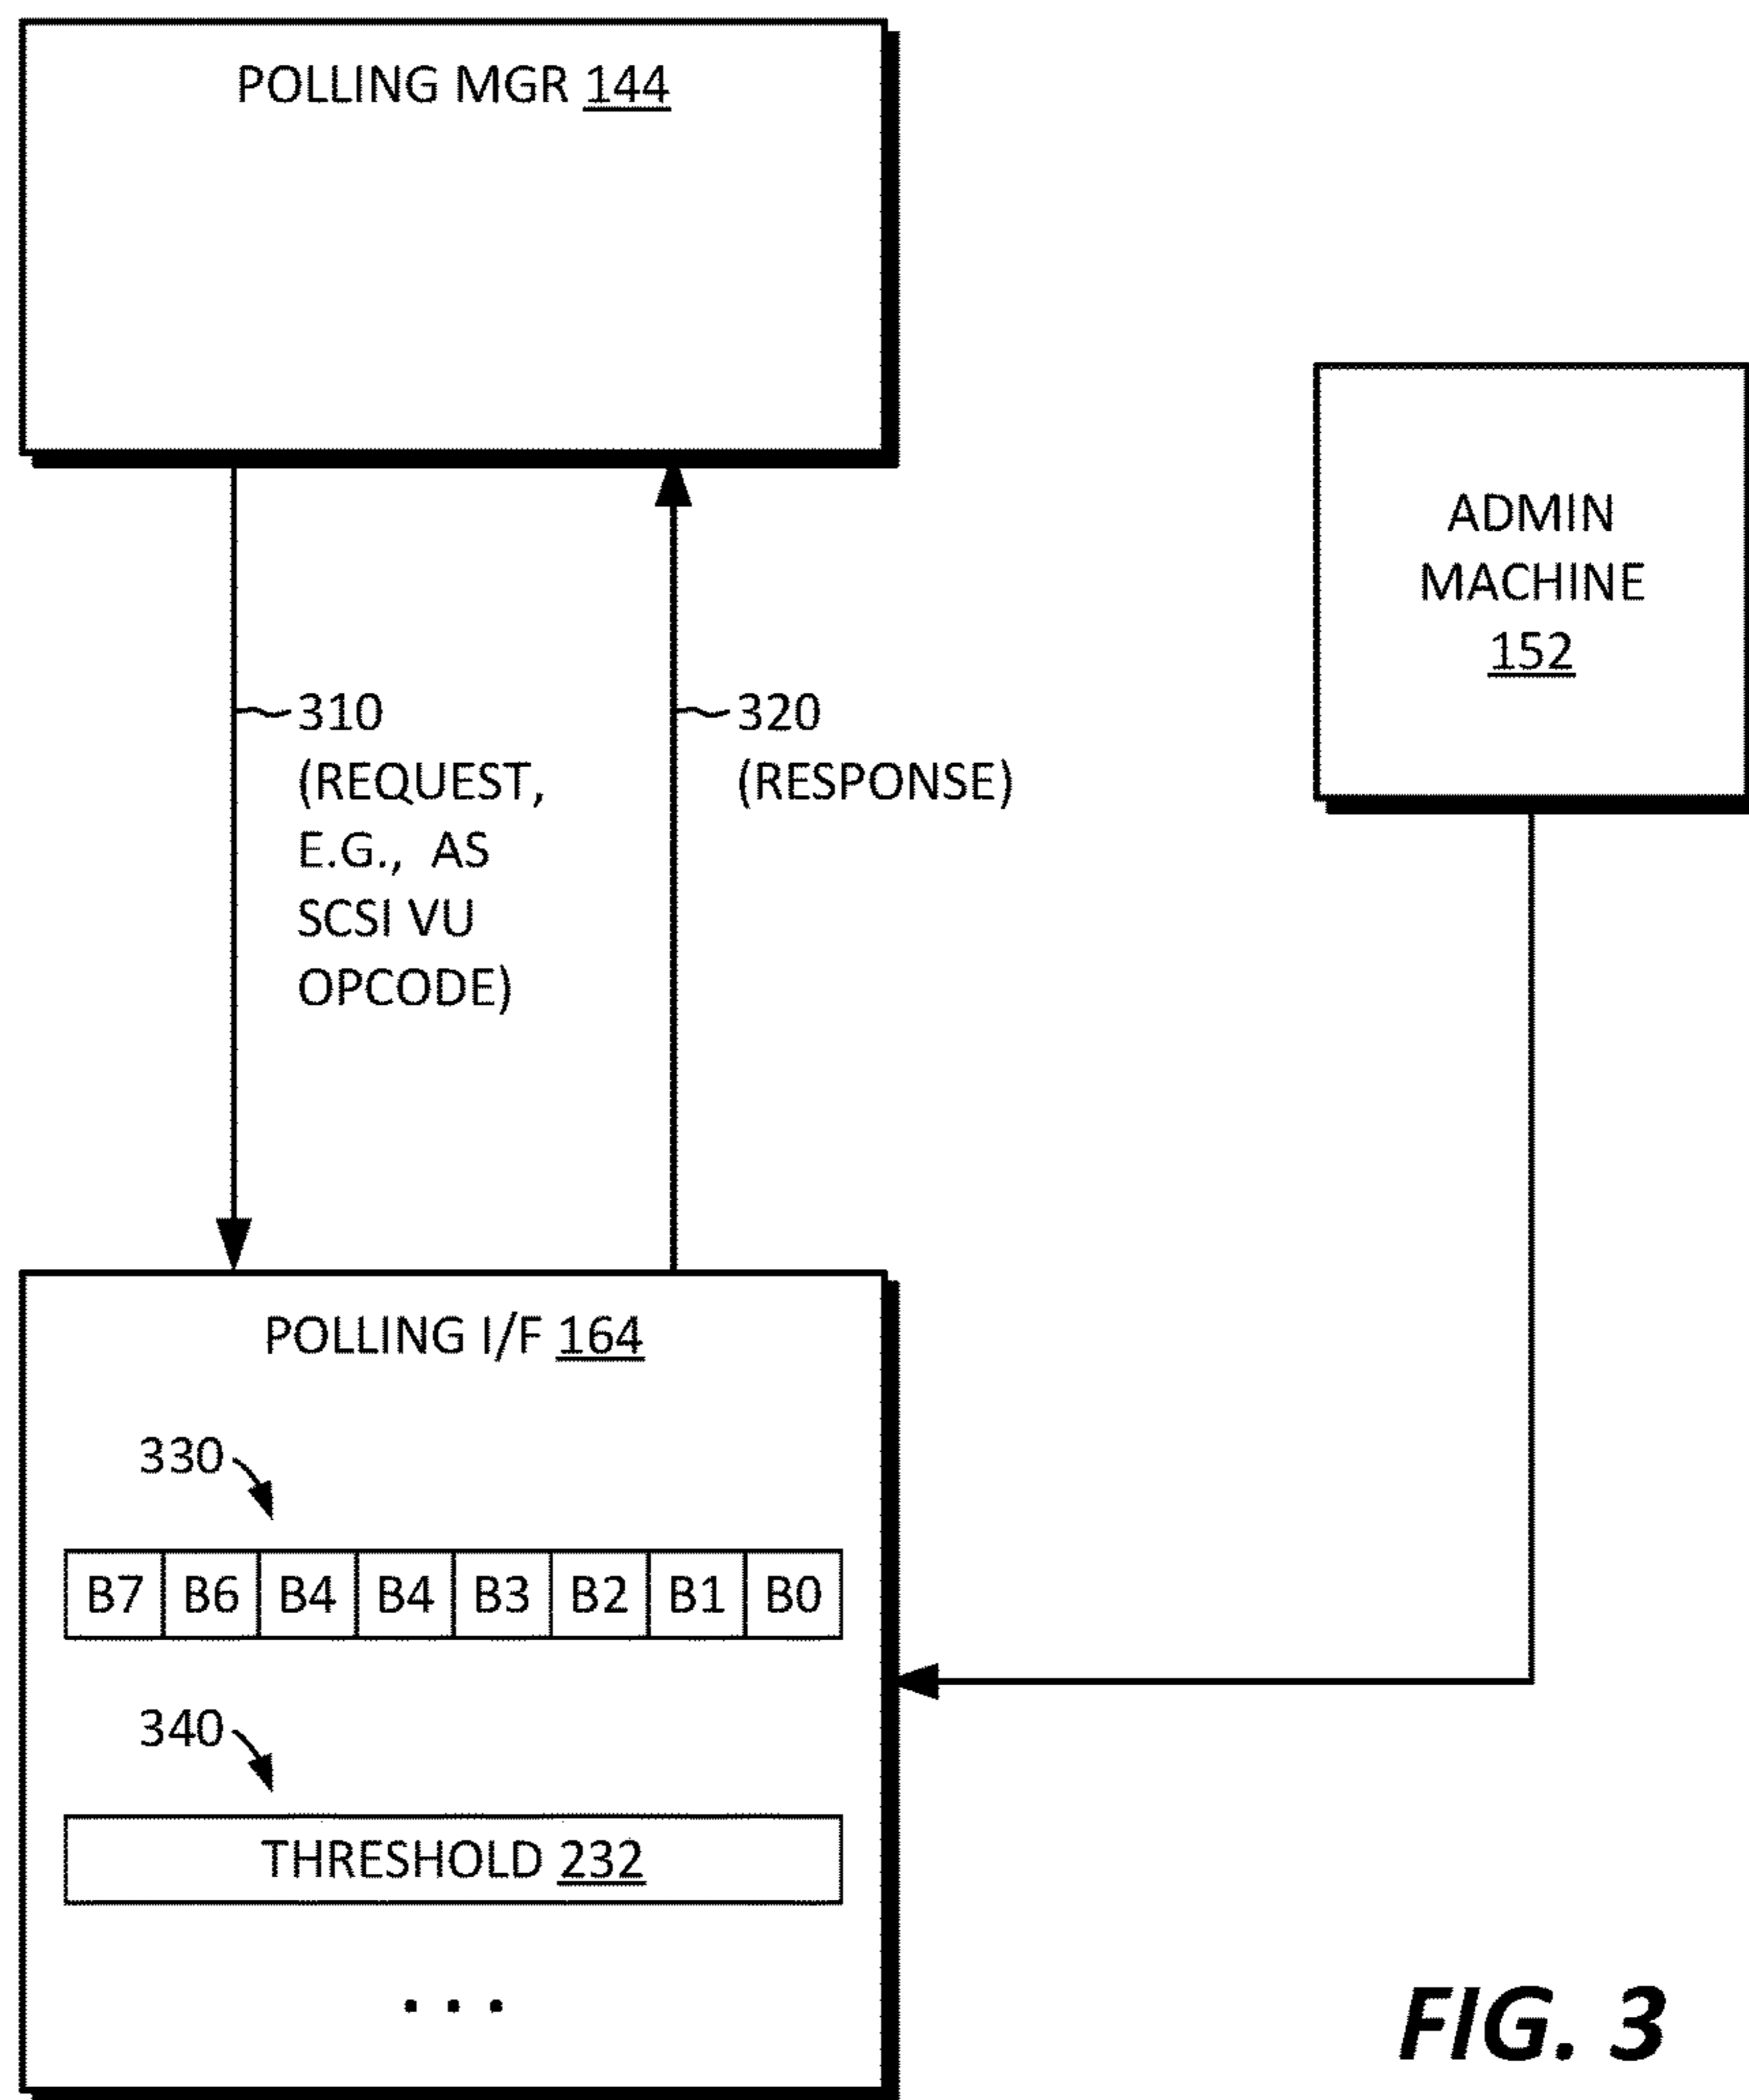 POLLING MGR 144
ADMIN
MACHINE
152
310
(REQUEST,
E.G., AS
SCSI VU
OPCODE)
320
(RESPONSE)
POLLING I/F 164
330
B7 B6 B4 B4 B3 B2 B1 B0
340
THRESHOLD 232
. . .
FIG. 3